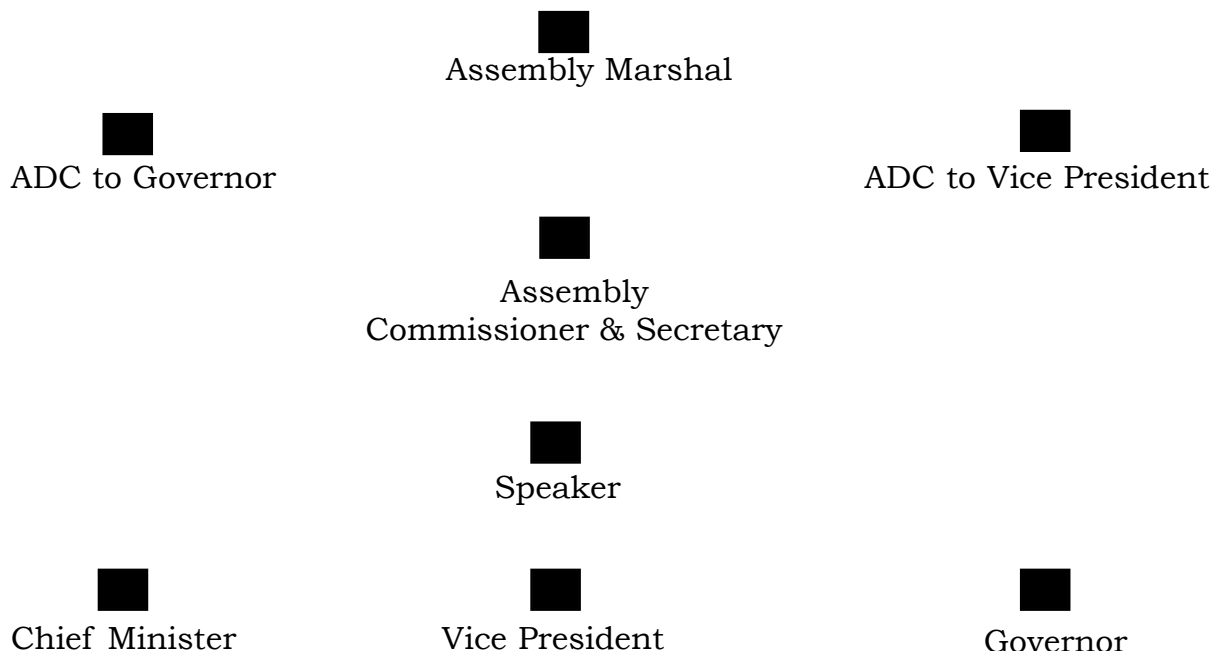 Assembly Marshal
ADC to Governor
ADC to Vice President
Assembly
Commissioner & Secretary
Speaker
Chief Minister
Vice President
Governor